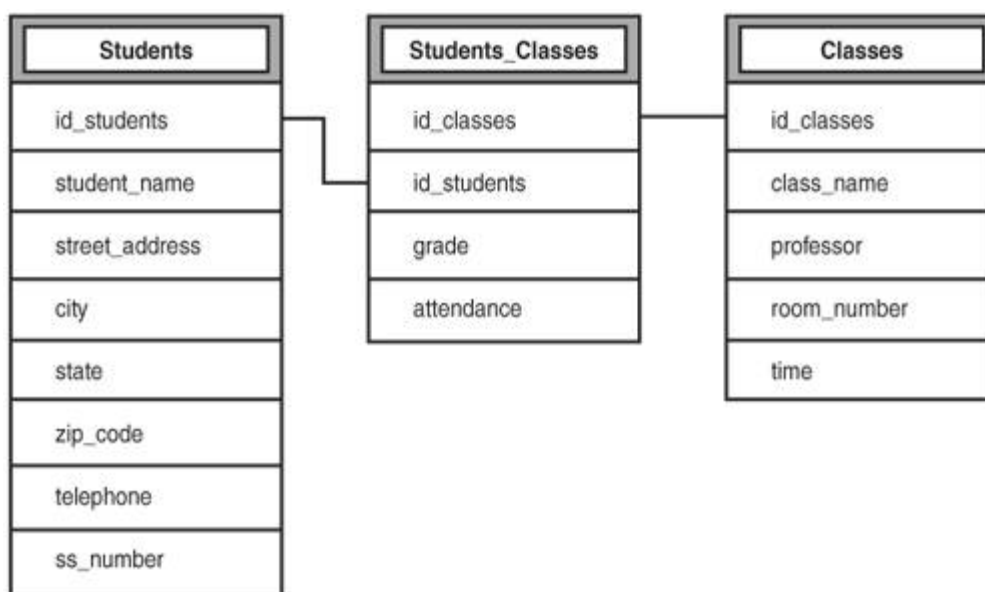 Students
id_students
student_name
street_address
city
state
zip_code
telephone
ss_number
Students_Classes
id_classes
id_students
grade
attendance
Classes
id_classes
class_name
professor
room_number
time